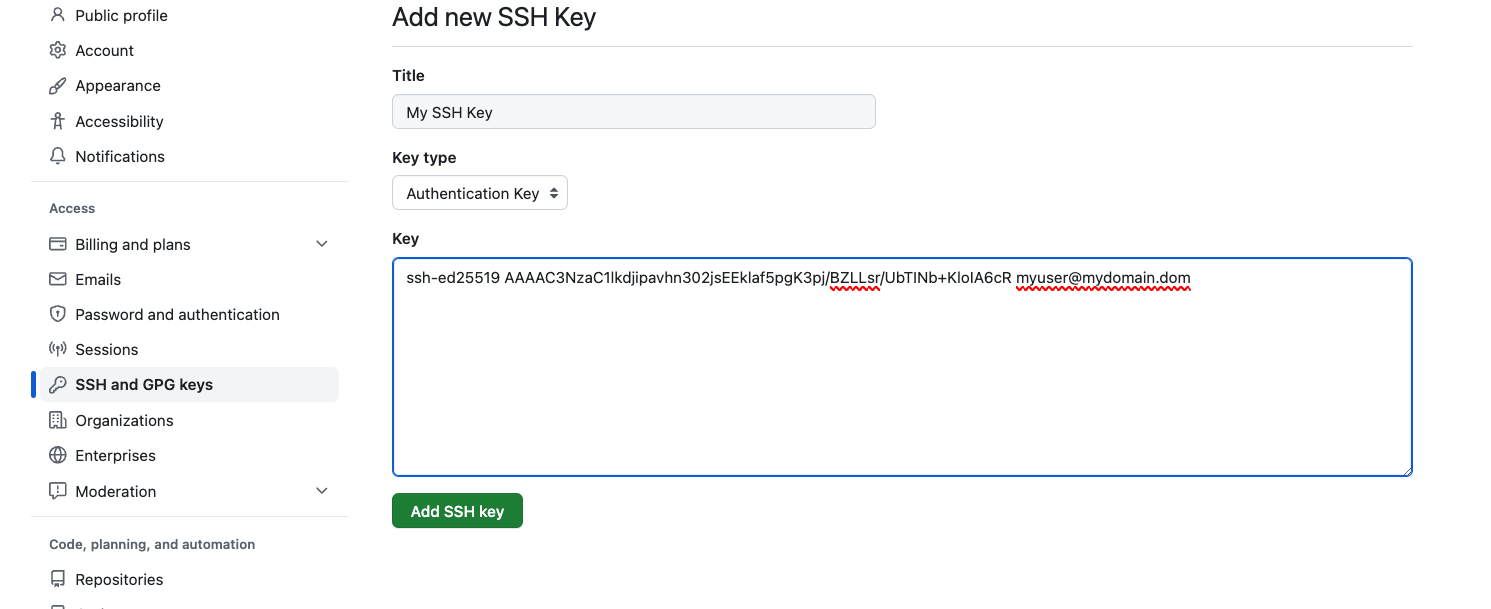 Public profile
Account
Appearance
Accessibility
Notifications
Access
Billing and plans
Emails
Password and authentication
Sessions
SSH and GPG keys
Organizations
Enterprises
Moderation
Code, planning, and automation
Repositories
Add new SSH Key
Title
My SSH Key
Key type
Authentication Key
Key
ssh-ed25519 AAAAC3NzaC1lkdjipavhn302jsEEklaf5pgK3pj/BZLLsr/UbTlNb+KloIA6cR myuser@mydomain.dom
Add SSH key